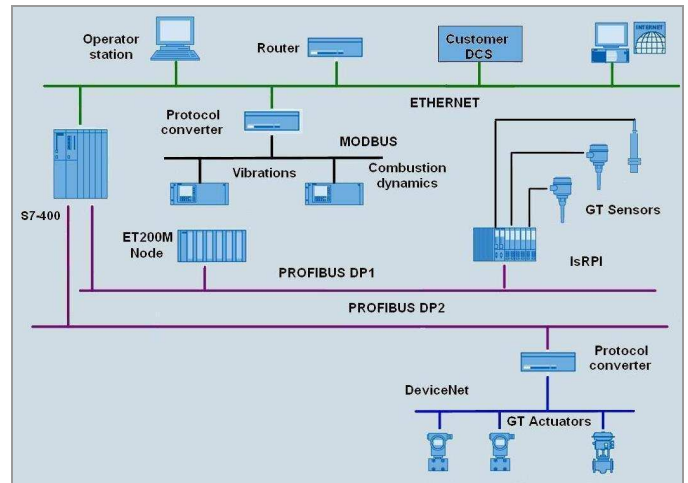 Operator
station
Router
Customer
DCS
INTERNET
ETHERNET
Protocol
converter
MODBUS
Vibrations
Combustion
dynamics
GT Sensors
S7-400
ET200M
Node
IsRPI
PROFIBUS DP1
PROFIBUS DP2
Protocol
converter
DeviceNet
GT Actuators